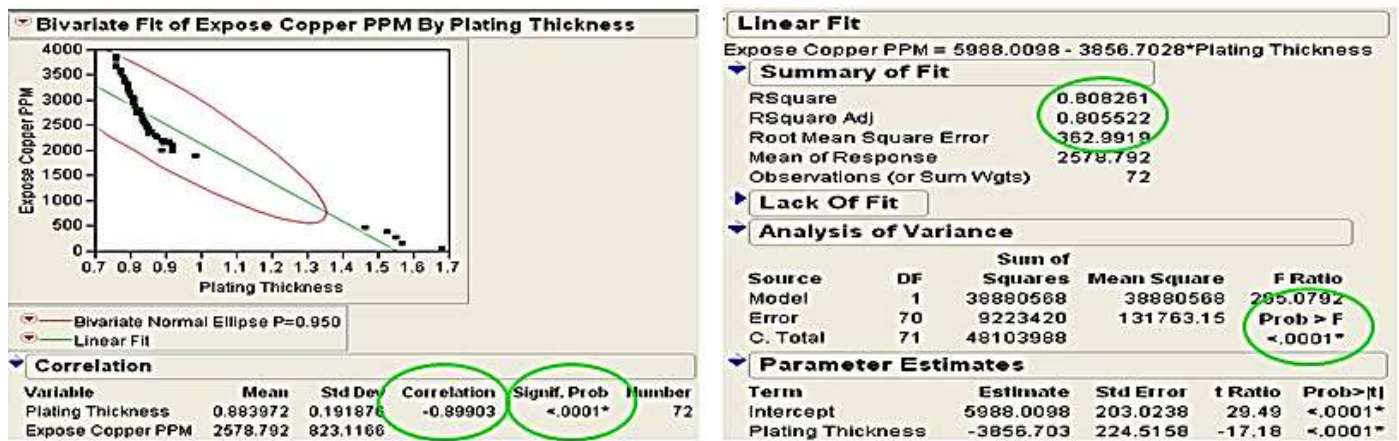 Bivariate Fit of Expose Copper PPM By Plating Thickness
4000
3500
3000
2500
2000
1500
1000
500
0
Expose Copper PPM
0.7 0.8 0.9 1 1.1 1.2 1.3 1.4 1.5 1.6 1.7
Plating Thickness
Bivariate Normal Ellipse P=0.950
Linear Fit
Correlation
Variable Mean Std Dev Correlation Signif. Prob Number
Plating Thickness 0.883972 0.191876 -0.89903 <.0001* 72
Expose Copper PPM 2578.792 823.1166
Linear Fit
Expose Copper PPM = 5988.0098 - 3856.7028*Plating Thickness
Summary of Fit
RSquare 0.808261
RSquare Adj 0.805522
Root Mean Square Error 362.9919
Mean of Response 2578.792
Observations (or Sum Wgts) 72
Lack Of Fit
Analysis of Variance
Sum of
Source DF Squares Mean Square F Ratio
Model 1 38880568 38880568 295.0792
Error 70 9223420 131763.15 Prob > F
C. Total 71 48103988 <.0001*
Parameter Estimates
Term Estimate Std Error t Ratio Prob>|t|
Intercept 5988.0098 203.0238 29.49 <.0001*
Plating Thickness -3856.703 224.5158 -17.18 <.0001*